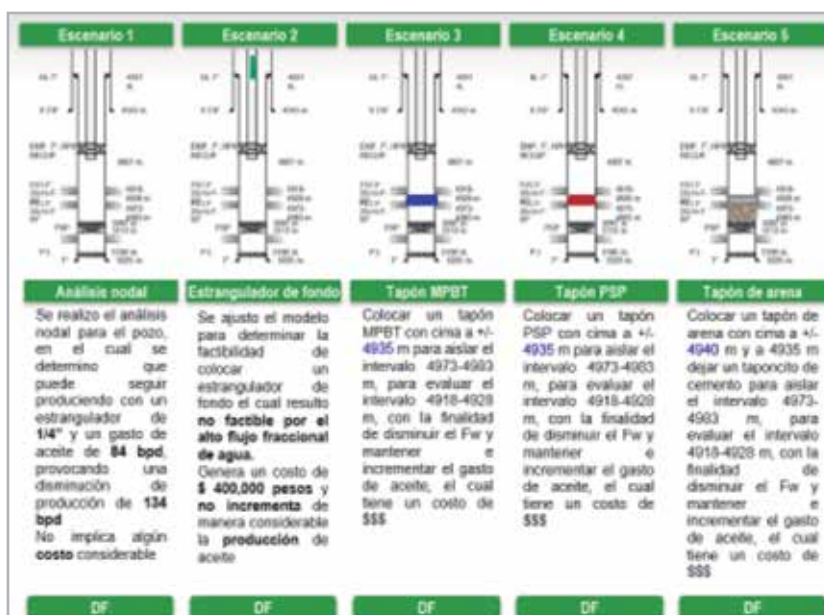 Escenario 1
Escenario 2
Escenario 3
Escenario 4
Escenario 5
Análisis nodal
Se realizo el análisis
nodal para el pozo,
en el cual se
determino que
puede seguir
produciendo con un
estrangulador de
1/4" y un gasto de
aceite de 84 bpd,
provocando una
disminución de
producción de 134
bpd
No implica algún
costo considerable
DF
Estrangulador de fondo
Se ajusto el modelo
para determinar la
factibilidad de
colocar un
estrangulador de
fondo el cual resulto
no factible por el
alto flujo fraccional
de agua.
Genera un costo de
$ 400,000 pesos y
no incrementa de
manera considerable
la producción de
aceite
DF
Tapón MPBT
Colocar un tapón
MPBT con cima a +/-
4935 m para aislar el
intervalo 4973-4983
m, para evaluar el
intervalo 4918-4928
m, con la finalidad
de disminuir el Fw y
mantener e
incrementar el gasto
de aceite, el cual
tiene un costo de
$$$
DF
Tapón PSP
Colocar un tapón
PSP con cima a +/-
4935 m para aislar el
intervalo 4973-4983
m, para evaluar el
intervalo 4918-4928
m, con la finalidad
de disminuir el Fw y
mantener e
incrementar el gasto
de aceite, el cual
tiene un costo de
$$$
DF
Tapón de arena
Colocar un tapón de
arena con cima a +/-
4940 m y a 4935 m
dejar un taponcito de
cemento para aislar
el intervalo 4973-
4983 m, para
evaluar el intervalo
4918-4928 m, con la
finalidad de
disminuir el Fw y
mantener e
incrementar el gasto
de aceite, el cual
tiene un costo de
$$$
DF